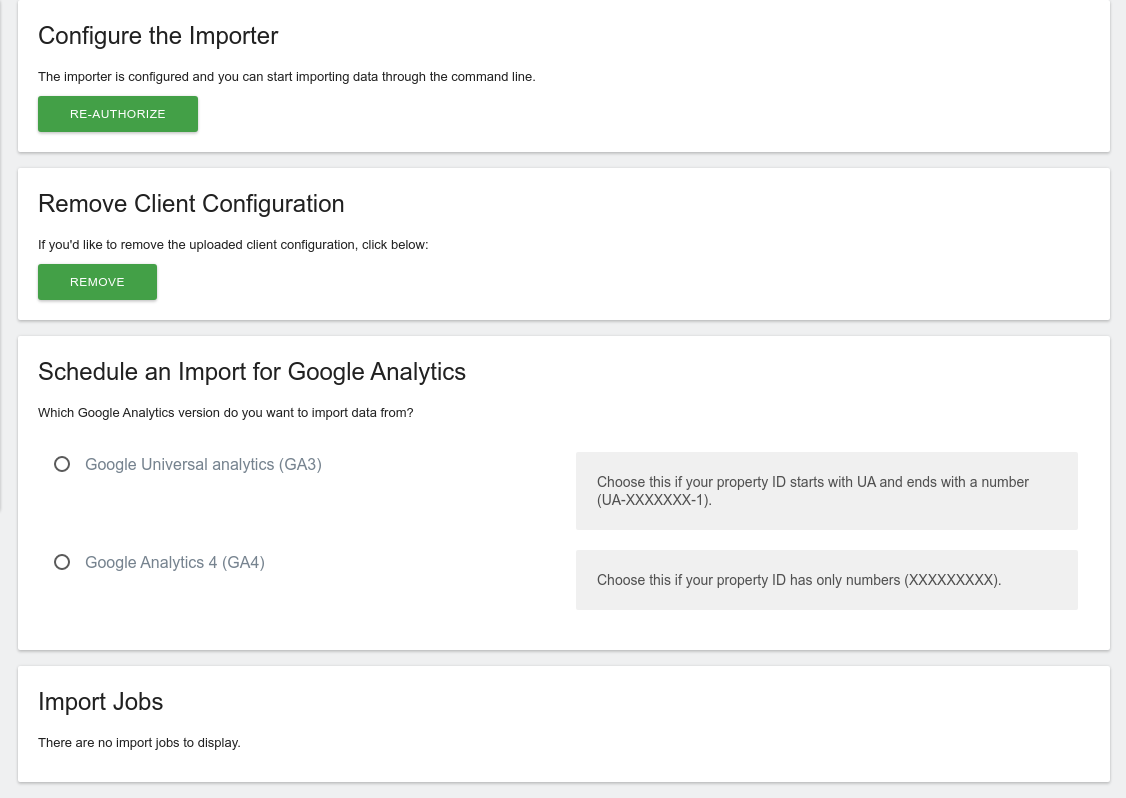 Configure the Importer
The importer is configured and you can start importing data through the command line.
RE-AUTHORIZE
Remove Client Configuration
If you'd like to remove the uploaded client configuration, click below:
REMOVE
Schedule an Import for Google Analytics
Which Google Analytics version do you want to import data from?
Google Universal analytics (GA3)
Choose this if your property ID starts with UA and ends with a number
(UA-XXXXXXX-1).
Google Analytics 4 (GA4)
Choose this if your property ID has only numbers (XXXXXXXXX).
Import Jobs
There are no import jobs to display.